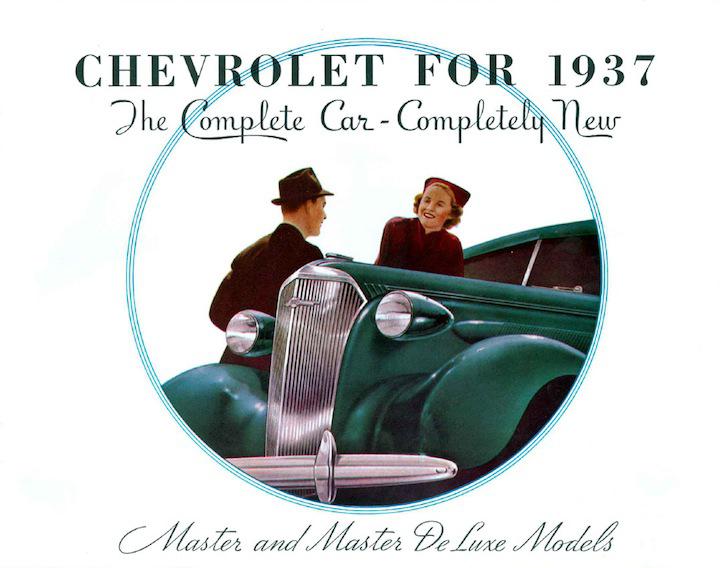 CHEVROLET FOR 1937
The Complete Car - Completely New
Master and Master De Luxe Models